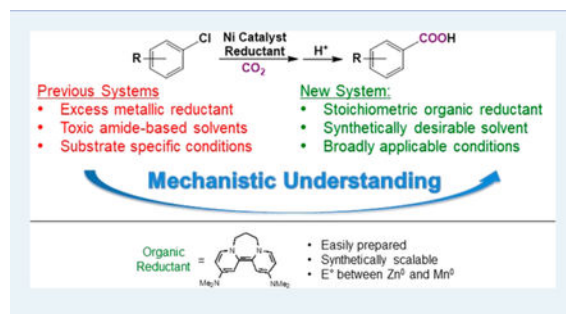 Cl
Ni Catalyst
Reductant
CO2
H+
COOH
R
R
Previous Systems
• Excess metallic reductant
• Toxic amide-based solvents
• Substrate specific conditions
New System:
• Stoichiometric organic reductant
• Synthetically desirable solvent
• Broadly applicable conditions
Mechanistic Understanding
Organic
Reductant
=
N
N
Me2N
NMe2
• Easily prepared
• Synthetically scalable
• E° between Zn0 and Mn0